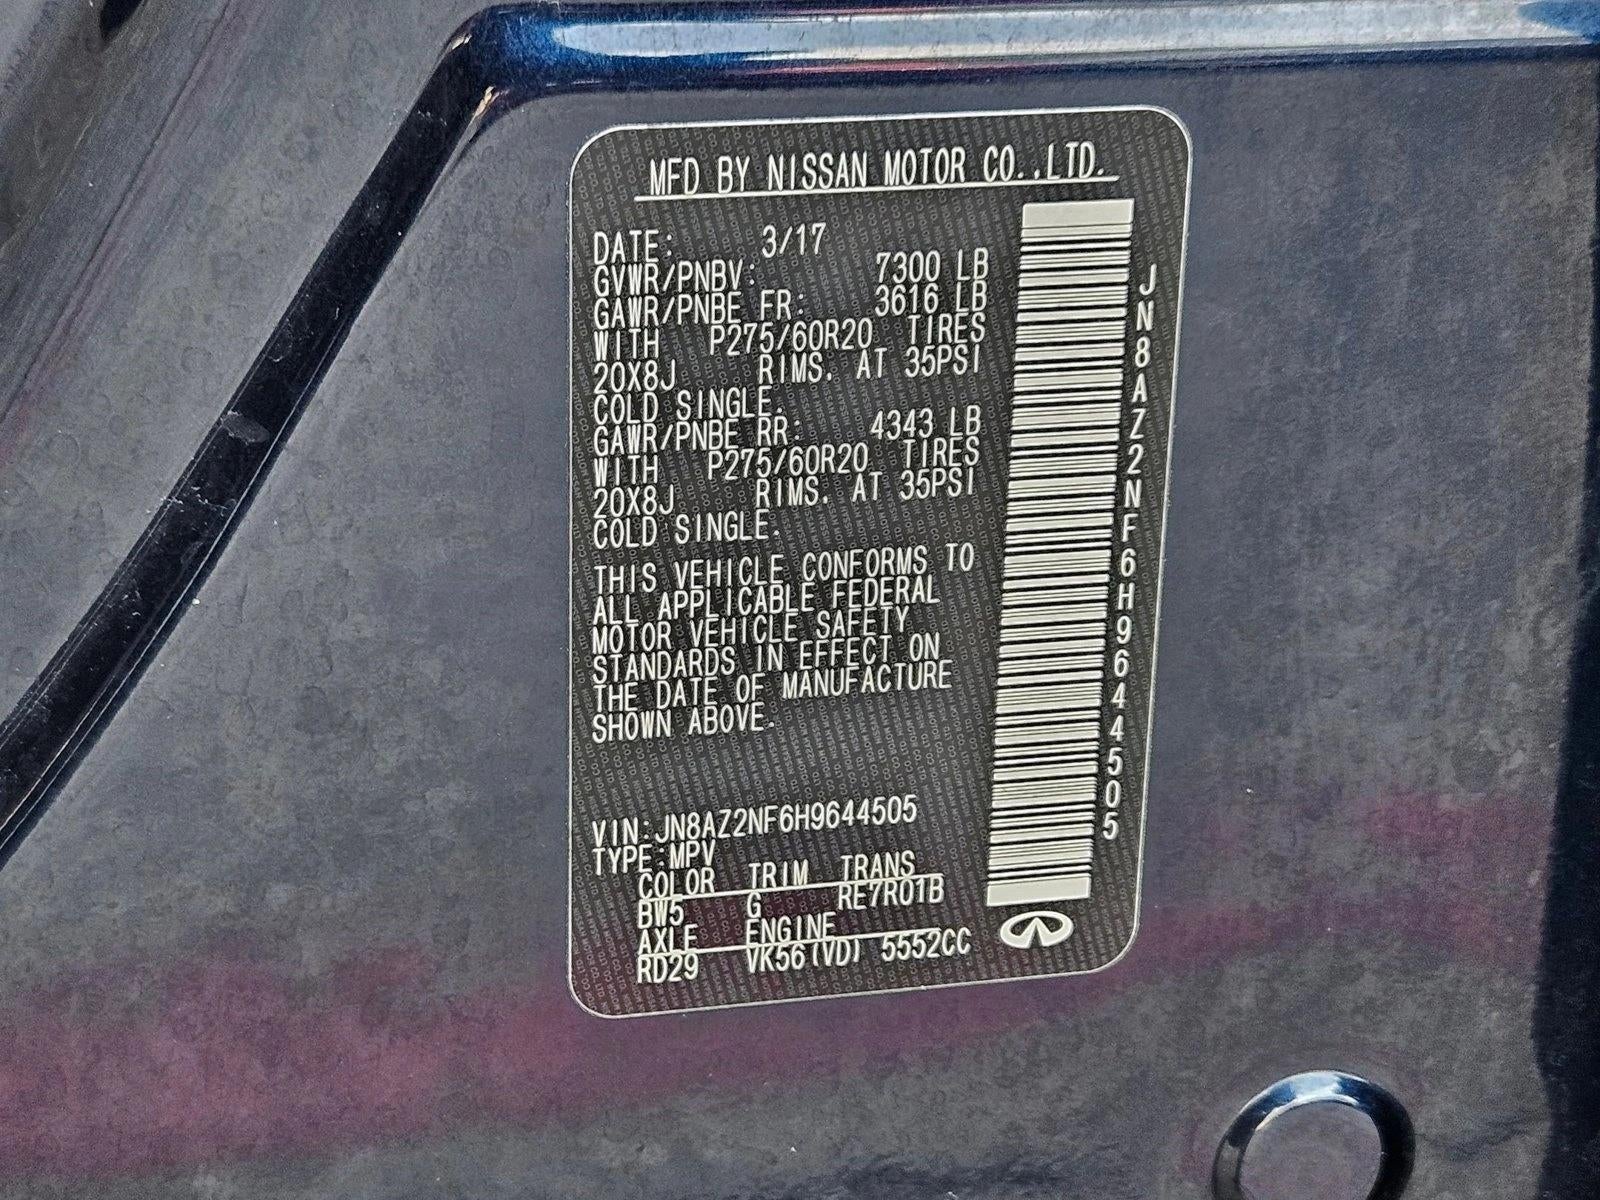 MFD BY NISSAN MOTOR CO.,LTD.
DATE: 3/17
GVWR/PNBV: 7300 LB
GAWR/PNBE FR: 3616 LB
WITH P275/60R20 TIRES
20X8J RIMS. AT 35PSI
COLD SINGLE.
GAWR/PNBE RR: 4343 LB
WITH P275/60R20 TIRES
20X8J RIMS. AT 35PSI
COLD SINGLE.
THIS VEHICLE CONFORMS TO
ALL APPLICABLE FEDERAL
MOTOR VEHICLE SAFETY
STANDARDS IN EFFECT ON
THE DATE OF MANUFACTURE
SHOWN ABOVE.
VIN:JN8AZ2NF6H9644505
TYPE:MPV
COLOR TRIM TRANS
BW5 G RE7R01B
AXLE ENGINE
RD29 VK56(VD) 5552CC
JN8AZ2NF6H9644505